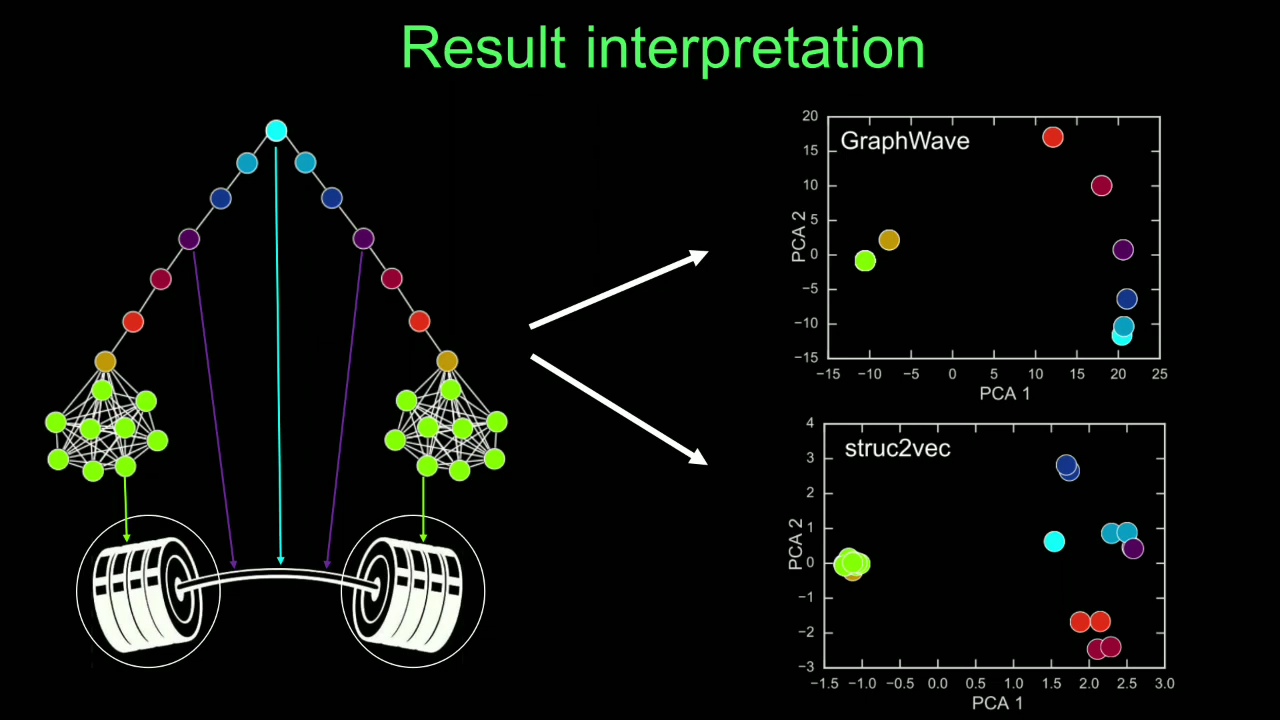 Result interpretation
GraphWave
20
15
10
5
0
−5
−10
−15
PCA 2
−15 −10 −5 0 5 10 15 20 25
PCA 1
struc2vec
4
3
2
1
0
−1
−2
−3
PCA 2
−1.5 −1.0 −0.5 0.0 0.5 1.0 1.5 2.0 2.5 3.0
PCA 1